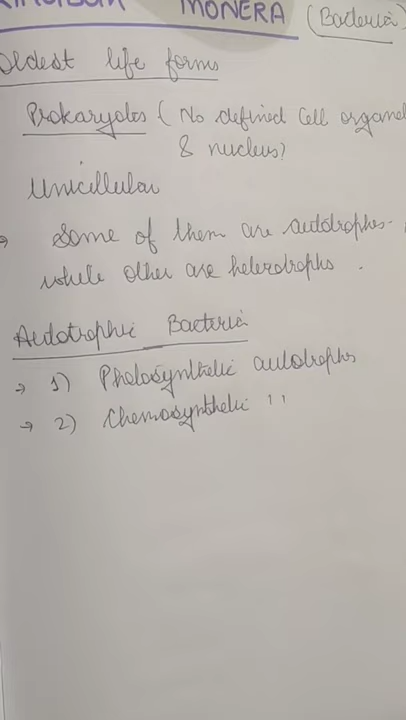 MONERA (Bacteria)
Oldest life forms
Prokaryotes ( No defined Cell organel
& nucleus)
Unicellular
Some of them are autotrophs
while other are heterotrophs .
Autotrophic Bacteria
→ 1) Photosynthetic autotrophs
→ 2) Chemosynthetic ''